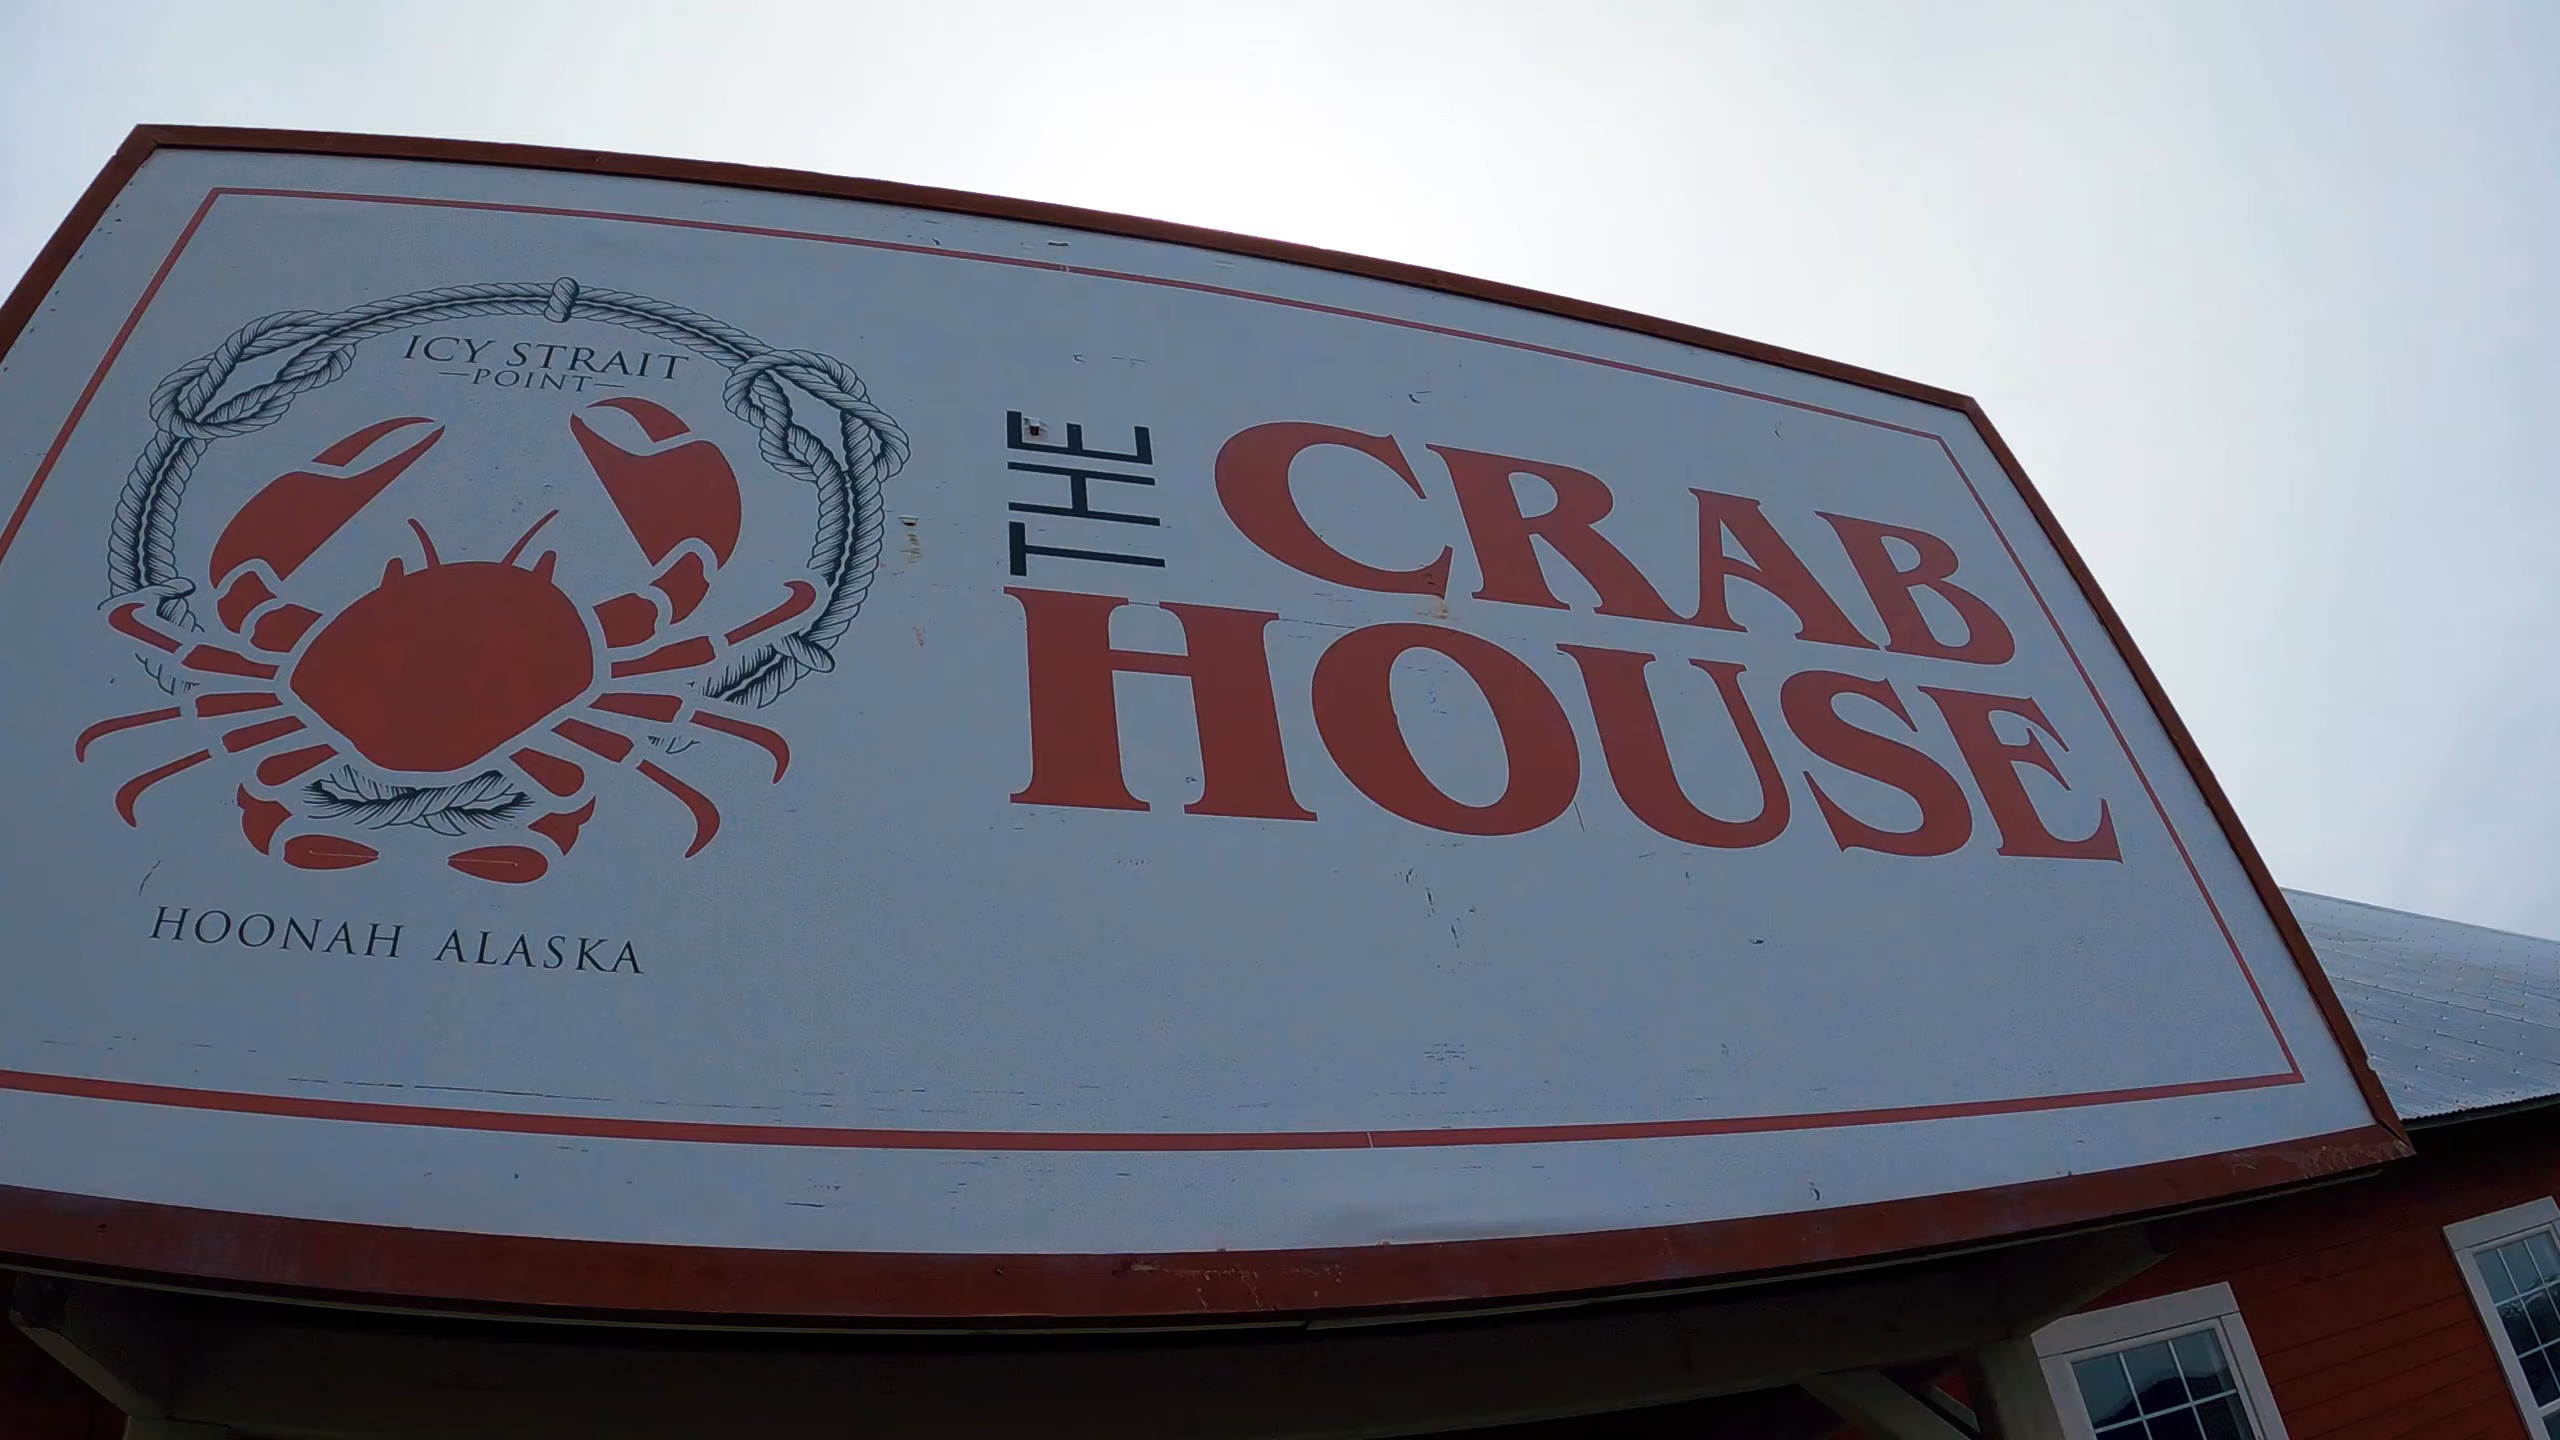 ICY STRAIT
—POINT—
HOONAH ALASKA
THE
CRAB
HOUSE